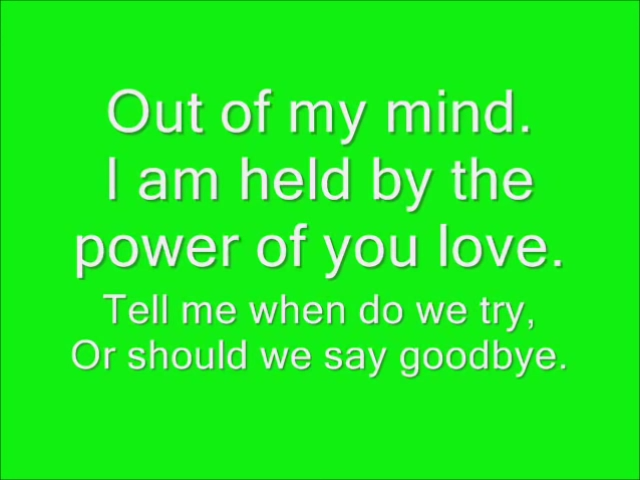 Out of my mind.
I am held by the
power of you love.
Tell me when do we try,
Or should we say goodbye.